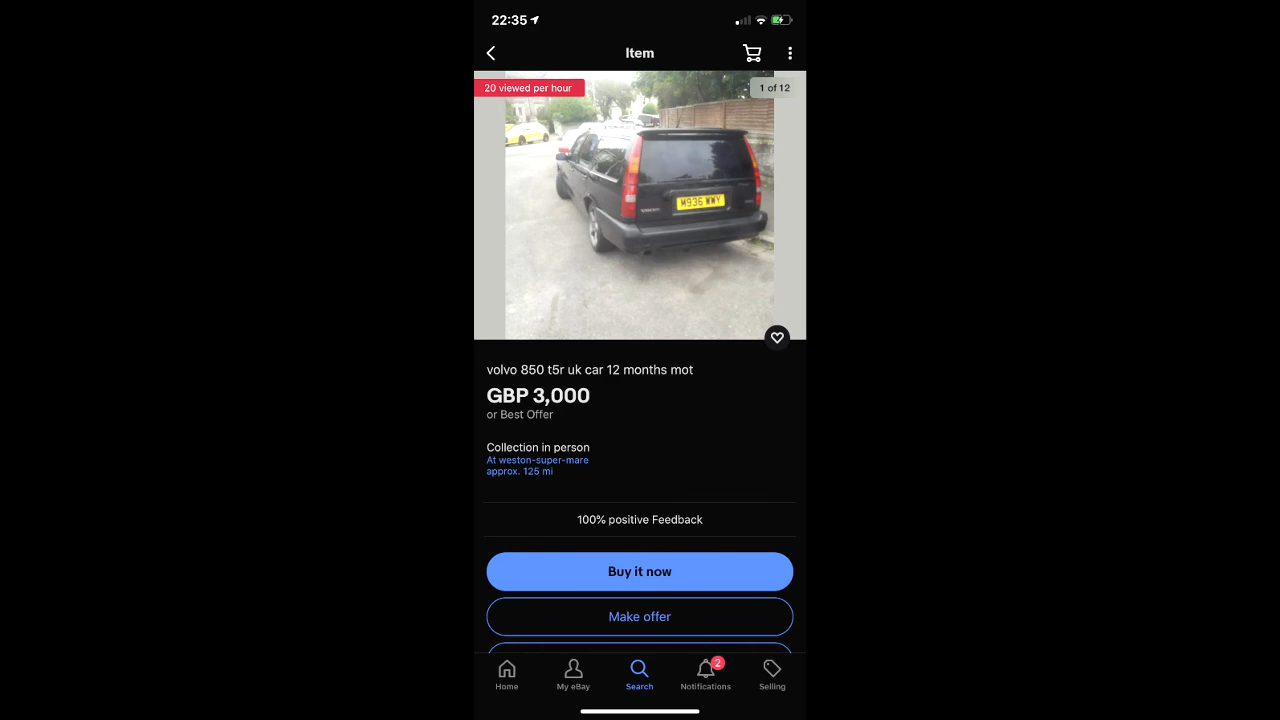 22:35
Item
20 viewed per hour
1 of 12
M936 WWY
volvo 850 t5r uk car 12 months mot
GBP 3,000
or Best Offer
Collection in person
At weston-super-mare
approx. 125 mi
100% positive Feedback
Buy it now
Make offer
2
Home
My eBay
Search
Notifications
Selling